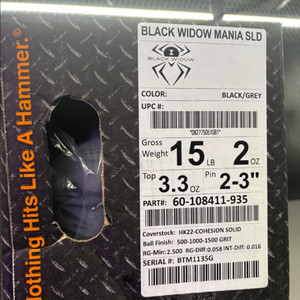 lothing Hits Like A Hammer.®
BLACK WIDOW MANIA SLD
BLACK WIDOW
COLOR: BLACK/GREY
UPC #:
Gross Weight 15 LB 2 OZ
Top 3.3 OZ Pin 2-3"
PART#: 60-108411-935
Coverstock: HK22-COHESION SOLID
Ball Finish: 500-1000-1500 GRIT
RG-Min: 2.500 RG-Diff: 0.058 INT-Diff: 0.016
SERIAL #: BTM1135G